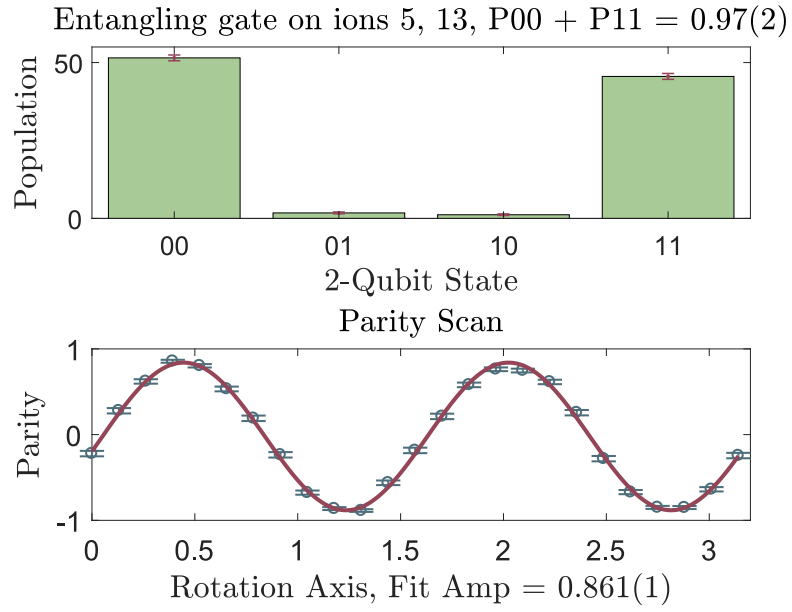 Entangling gate on ions 5, 13, P00 + P11 = 0.97(2)
50
Population
0
00 01 10 11
2-Qubit State
Parity Scan
1
Parity
0
-1
0 0.5 1 1.5 2 2.5 3
Rotation Axis, Fit Amp = 0.861(1)